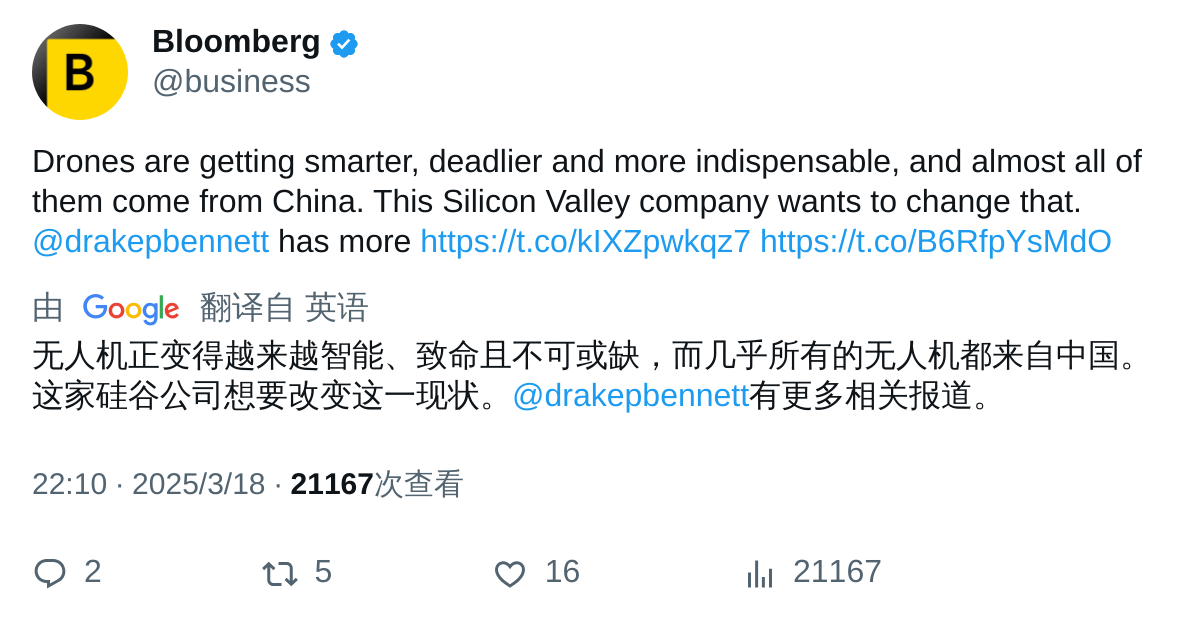 B
Bloomberg
@business
Drones are getting smarter, deadlier and more indispensable, and almost all of
them come from China. This Silicon Valley company wants to change that.
@drakepbennett has more https://t.co/kIXZpwkqz7 https://t.co/B6RfpYsMdO
由 Google 翻译自 英语
无人机正变得越来越智能、致命且不可或缺，而几乎所有的无人机都来自中国。
这家硅谷公司想要改变这一现状。@drakepbennett有更多相关报道。
22:10 · 2025/3/18 · 21167次查看
2 5 16 21167